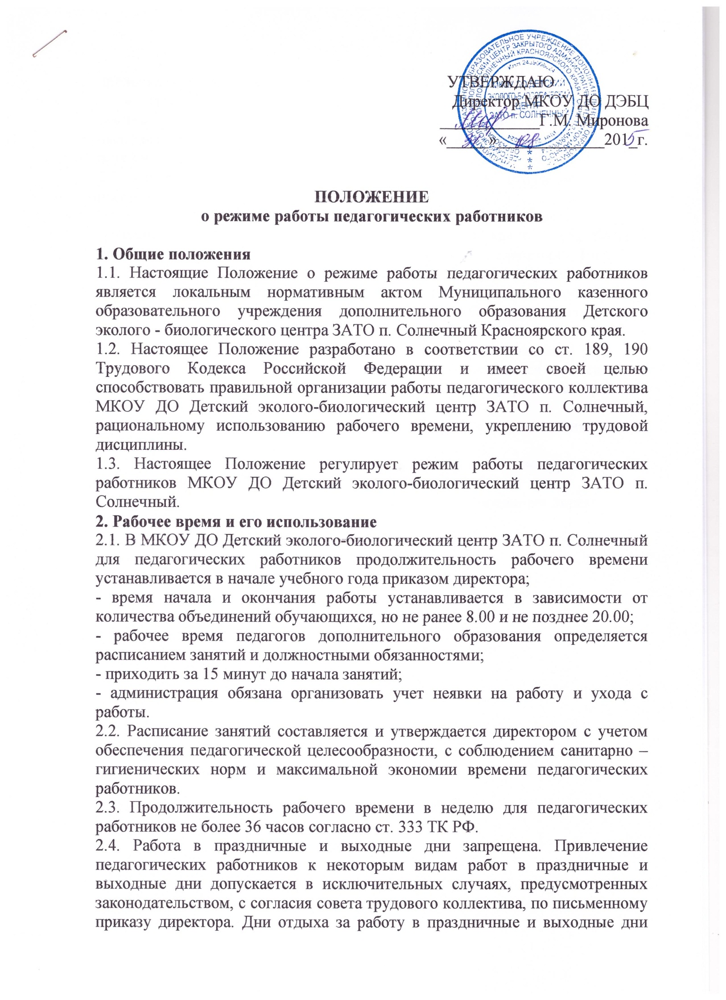 УТВЕРЖДАЮ
Директор МКОУ ДО ДЭБЦ
____________Г.М. Миронова
«31» 08 2015 г.
МКОУ ДО ДЕТСКИЙ
ЭКОЛОГО-БИОЛОГИЧЕСКИЙ
ЦЕНТР
ЗАТО п. СОЛНЕЧНЫЙ
ПОЛОЖЕНИЕ
о режиме работы педагогических работников
1. Общие положения
1.1. Настоящие Положение о режиме работы педагогических работников
является локальным нормативным актом Муниципального казенного
образовательного учреждения дополнительного образования Детского
эколого - биологического центра ЗАТО п. Солнечный Красноярского края.
1.2. Настоящее Положение разработано в соответствии со ст. 189, 190
Трудового Кодекса Российской Федерации и имеет своей целью
способствовать правильной организации работы педагогического коллектива
МКОУ ДО Детский эколого-биологический центр ЗАТО п. Солнечный,
рациональному использованию рабочего времени, укреплению трудовой
дисциплины.
1.3. Настоящее Положение регулирует режим работы педагогических
работников МКОУ ДО Детский эколого-биологический центр ЗАТО п.
Солнечный.
2. Рабочее время и его использование
2.1. В МКОУ ДО Детский эколого-биологический центр ЗАТО п. Солнечный
для педагогических работников продолжительность рабочего времени
устанавливается в начале учебного года приказом директора;
- время начала и окончания работы устанавливается в зависимости от
количества объединений обучающихся, но не ранее 8.00 и не позднее 20.00;
- рабочее время педагогов дополнительного образования определяется
расписанием занятий и должностными обязанностями;
- приходить за 15 минут до начала занятий;
- администрация обязана организовать учет неявки на работу и ухода с
работы.
2.2. Расписание занятий составляется и утверждается директором с учетом
обеспечения педагогической целесообразности, с соблюдением санитарно –
гигиенических норм и максимальной экономии времени педагогических
работников.
2.3. Продолжительность рабочего времени в неделю для педагогических
работников не более 36 часов согласно ст. 333 ТК РФ.
2.4. Работа в праздничные и выходные дни запрещена. Привлечение
педагогических работников к некоторым видам работ в праздничные и
выходные дни допускается в исключительных случаях, предусмотренных
законодательством, с согласия совета трудового коллектива, по письменному
приказу директора. Дни отдыха за работу в праздничные и выходные дни